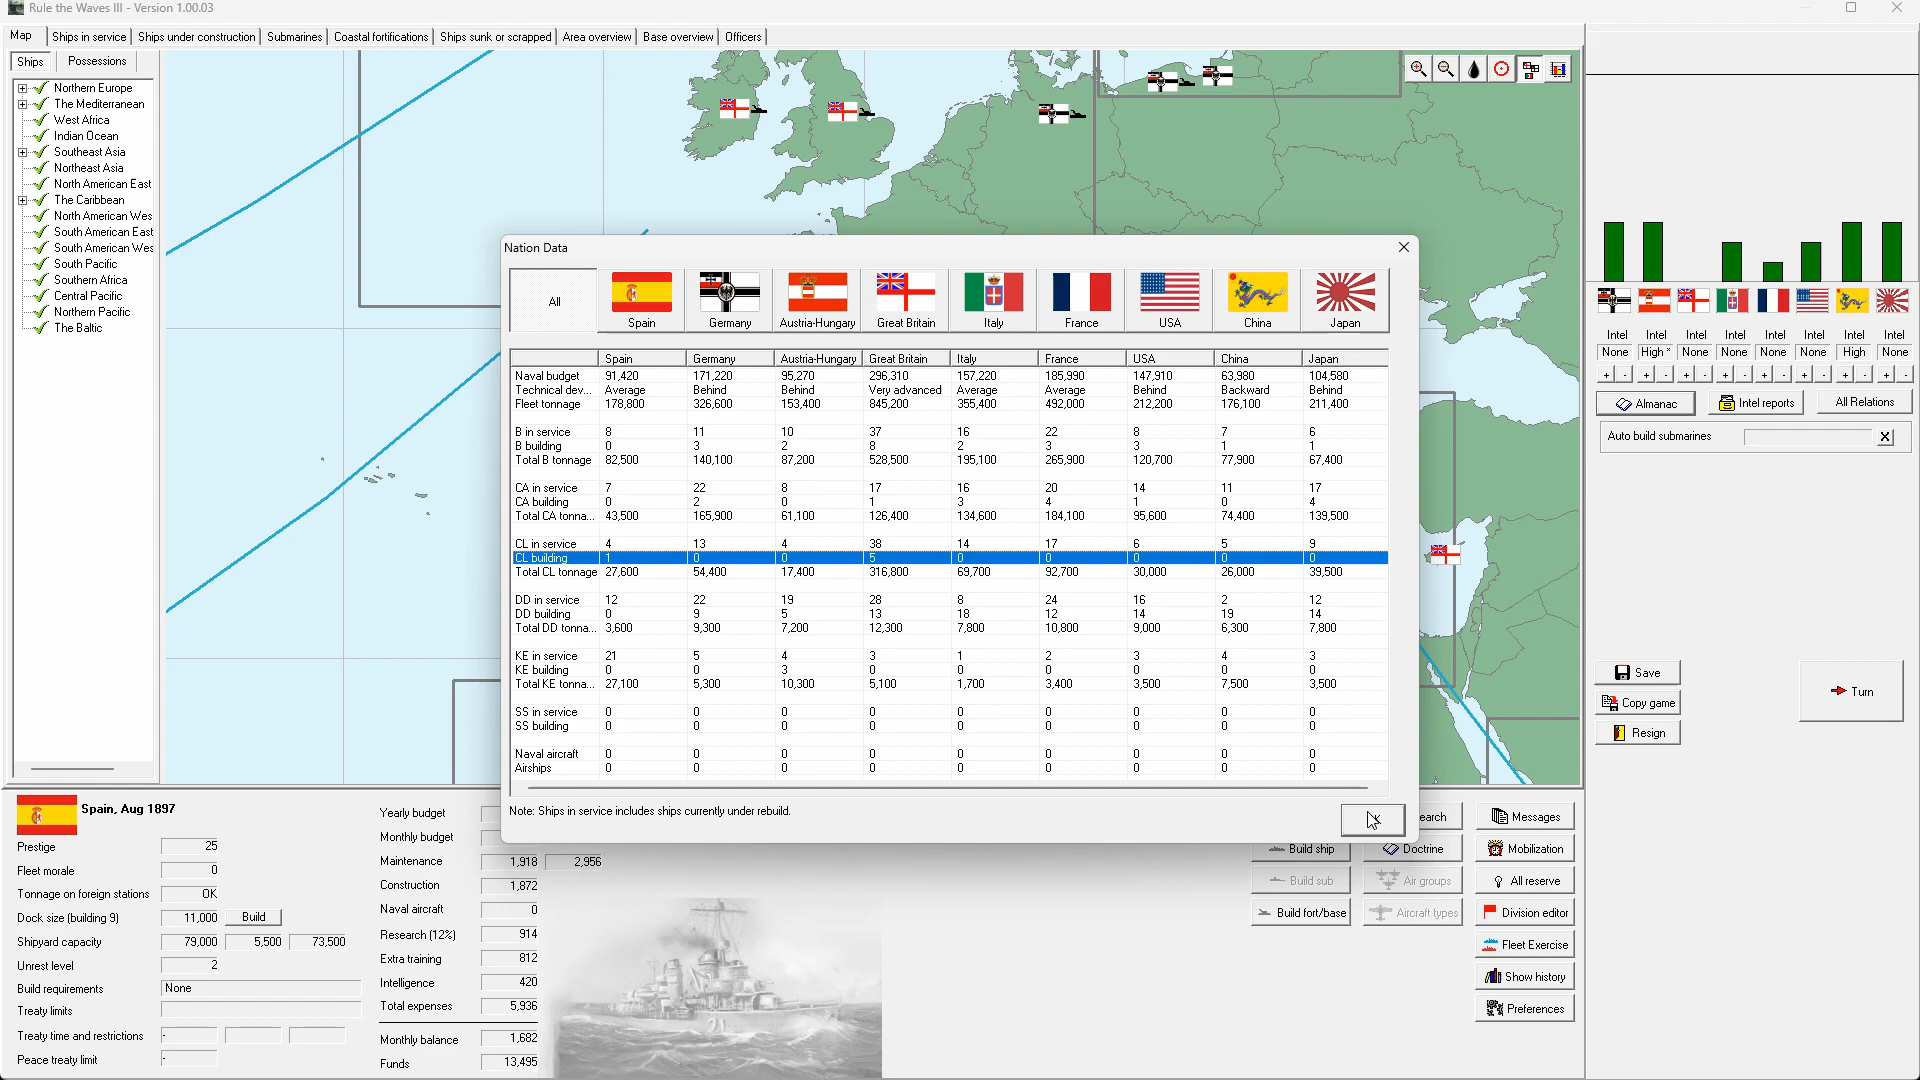 Rule the Waves III - Version 1.00.03
Map Ships in service Ships under construction Submarines Coastal fortifications Ships sunk or scrapped Area overview Base overview Officers
Ships Possessions
Northern Europe
The Mediterranean
West Africa
Indian Ocean
Southeast Asia
Northeast Asia
North American East
The Caribbean
North American Wes
South American East
South American Wes
South Pacific
Southern Africa
Central Pacific
Northern Pacific
The Baltic
Nation Data
All Spain Germany Austria-Hungary Great Britain Italy France USA China Japan
Spain Germany Austria-Hungary Great Britain Italy France USA China Japan
Naval budget 91,420 171,220 95,270 296,310 157,220 185,990 147,910 63,980 104,580
Technical dev... Average Behind Behind Very advanced Average Average Behind Backward Behind
Fleet tonnage 178,800 326,600 153,400 845,200 355,400 492,000 212,200 176,100 211,400
B in service 8 11 10 37 16 22 8 7 6
B building 0 3 2 8 2 3 3 1 1
Total B tonnage 82,500 140,100 87,200 528,500 195,100 265,900 120,700 77,900 67,400
CA in service 7 22 8 17 16 20 14 11 17
CA building 0 2 0 1 3 4 1 0 4
Total CA tonna... 43,500 165,900 61,100 126,400 134,600 184,100 95,600 74,400 139,500
CL in service 4 13 4 38 14 17 6 5 9
CL building 1 0 0 5 0 0 0 0 0
Total CL tonnage 27,600 54,400 17,400 316,800 69,700 92,700 30,000 26,000 39,500
DD in service 12 22 19 28 8 24 16 2 12
DD building 0 9 5 13 18 12 14 19 14
Total DD tonna... 3,600 9,300 7,200 12,300 7,800 10,800 9,000 6,300 7,800
KE in service 21 5 4 3 1 2 3 4 3
KE building 0 0 3 0 0 0 0 0 0
Total KE tonna... 27,100 5,300 10,300 5,100 1,700 3,400 3,500 7,500 3,500
SS in service 0 0 0 0 0 0 0 0 0
SS building 0 0 0 0 0 0 0 0 0
Naval aircraft 0 0 0 0 0 0 0 0 0
Airships 0 0 0 0 0 0 0 0 0
Note: Ships in service includes ships currently under rebuild.
Intel Intel Intel Intel Intel Intel Intel Intel
None High * None None None None High None
+ - + - + - + - + - + - + - + -
Almanac Intel reports All Relations
Auto build submarines X
Save
Copy game
Resign
Turn
Spain, Aug 1897
Prestige 25
Fleet morale 0
Tonnage on foreign stations OK
Dock size (building 9) 11,000 Build
Shipyard capacity 79,000 5,500 73,500
Unrest level 2
Build requirements None
Treaty limits
Treaty time and restrictions -
Peace treaty limit -
Yearly budget
Monthly budget
Maintenance 1,918 2,956
Construction 1,872
Naval aircraft 0
Research (12%) 914
Extra training 812
Intelligence 420
Total expenses 5,936
Monthly balance 1,682
Funds 13,495
earch Messages
Build ship Doctrine Mobilization
Build sub Air groups All reserve
Build fort/base Aircraft types Division editor
Fleet Exercise
Show history
Preferences